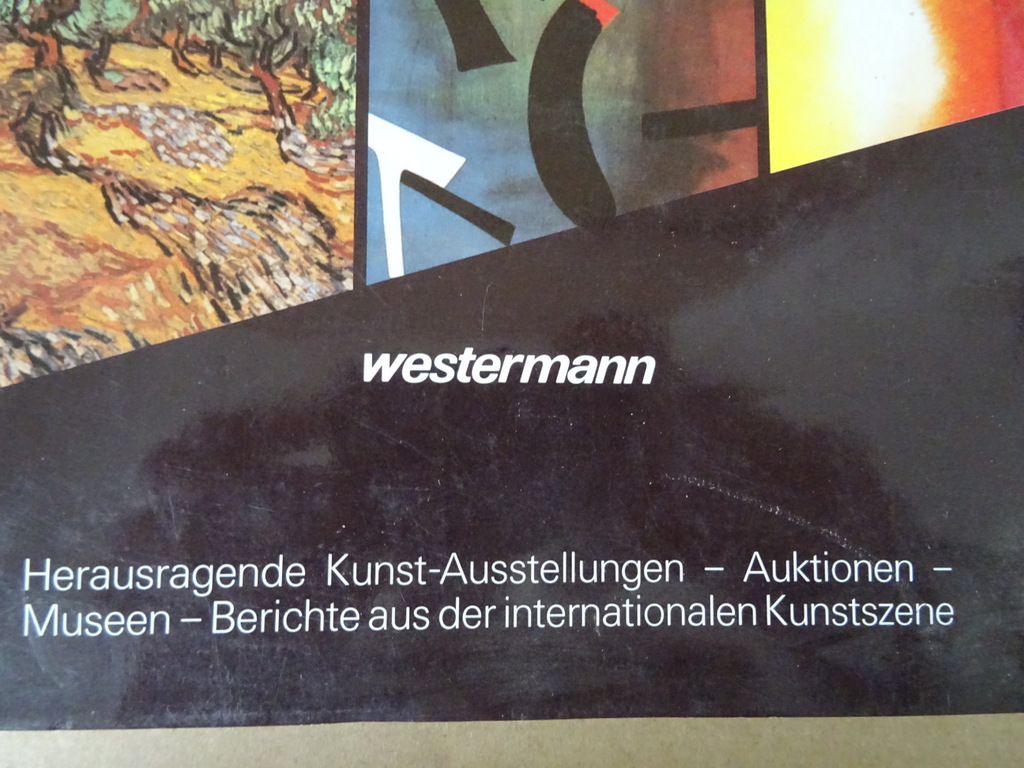 westermann
Herausragende Kunst-Ausstellungen – Auktionen –
Museen – Berichte aus der internationalen Kunstszene